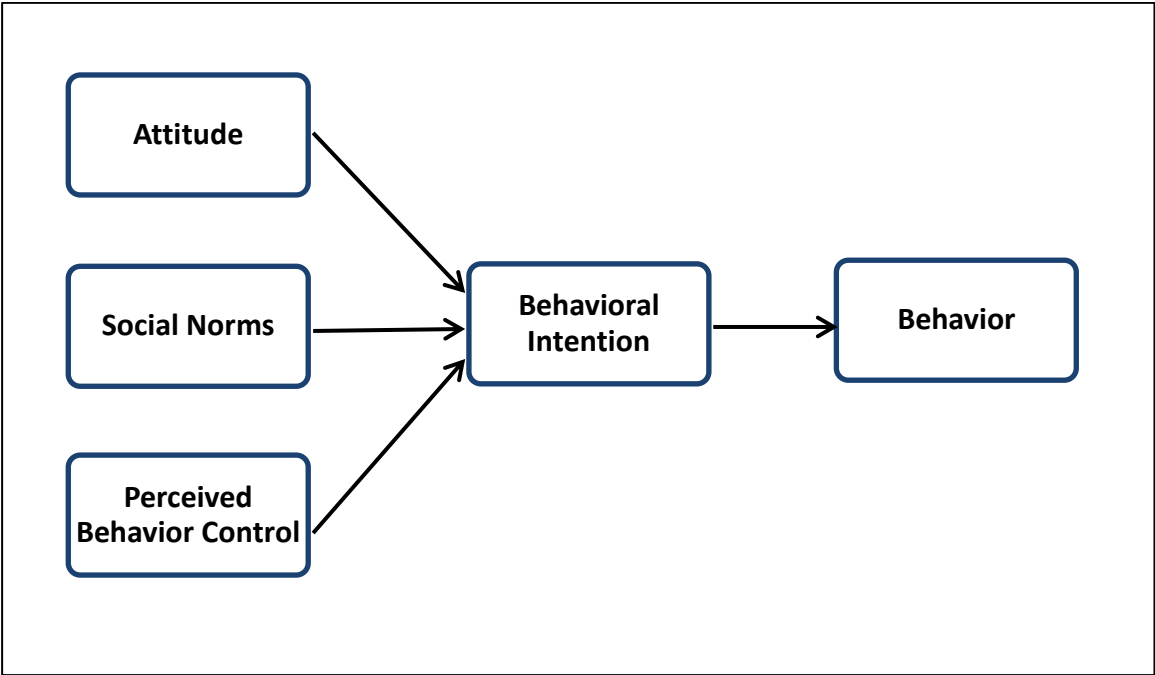 Attitude
Social Norms
Perceived
Behavior Control
Behavioral
Intention
Behavior